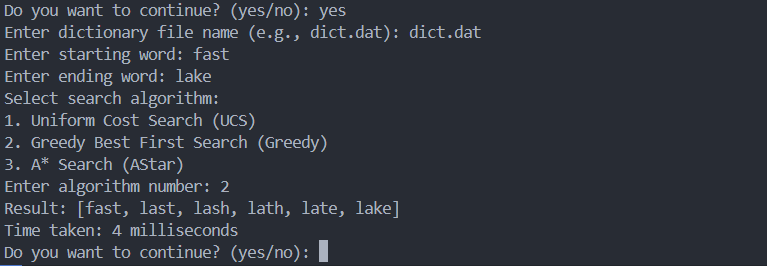 Do you want to continue? (yes/no): yes
Enter dictionary file name (e.g., dict.dat): dict.dat
Enter starting word: fast
Enter ending word: lake
Select search algorithm:
1. Uniform Cost Search (UCS)
2. Greedy Best First Search (Greedy)
3. A* Search (AStar)
Enter algorithm number: 2
Result: [fast, last, lash, lath, late, lake]
Time taken: 4 milliseconds
Do you want to continue? (yes/no):